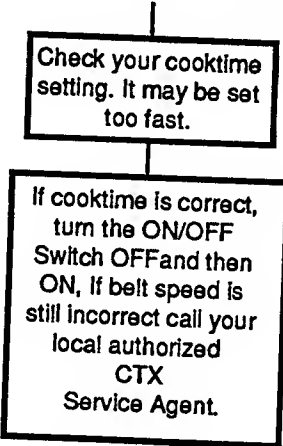 Check your cooktime
setting. It may be set
too fast.
If cooktime is correct,
turn the ON/OFF
Switch OFFand then
ON, If belt speed is
still incorrect call your
local authorized
CTX
Service Agent.